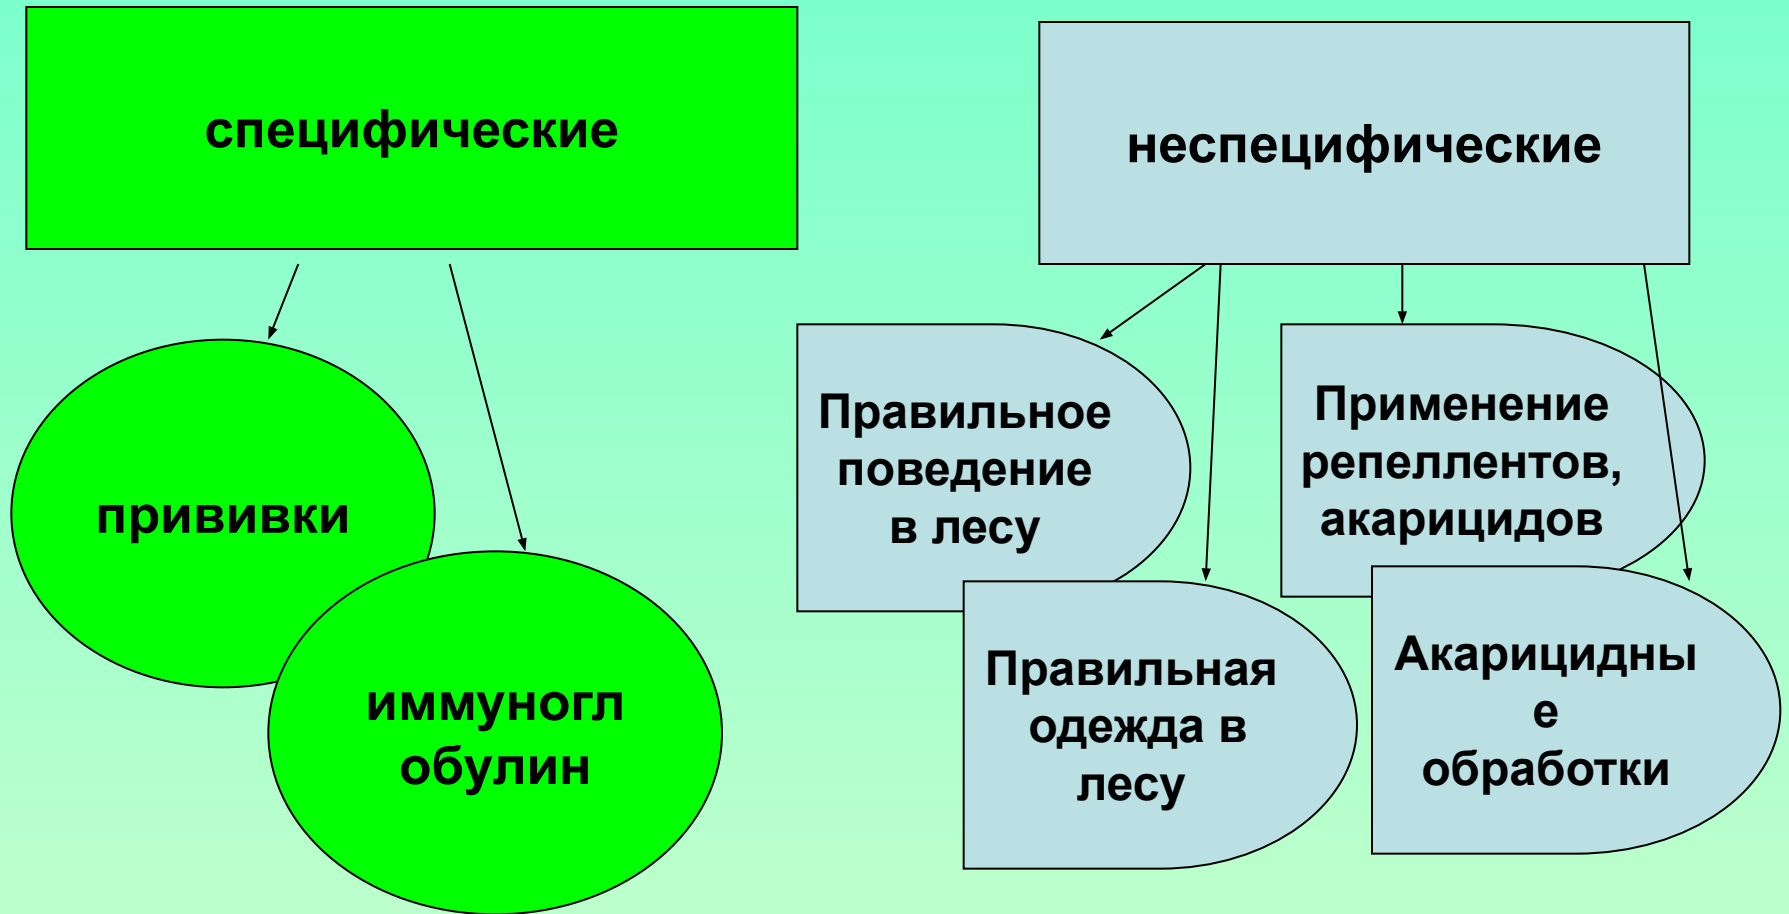 специфические
неспецифические
прививки
иммуногл
обулин
Правильное
поведение
в лесу
Правильная
одежда в
лесу
Применение
репеллентов,
акарицидов
Акарицидны
е
обработки